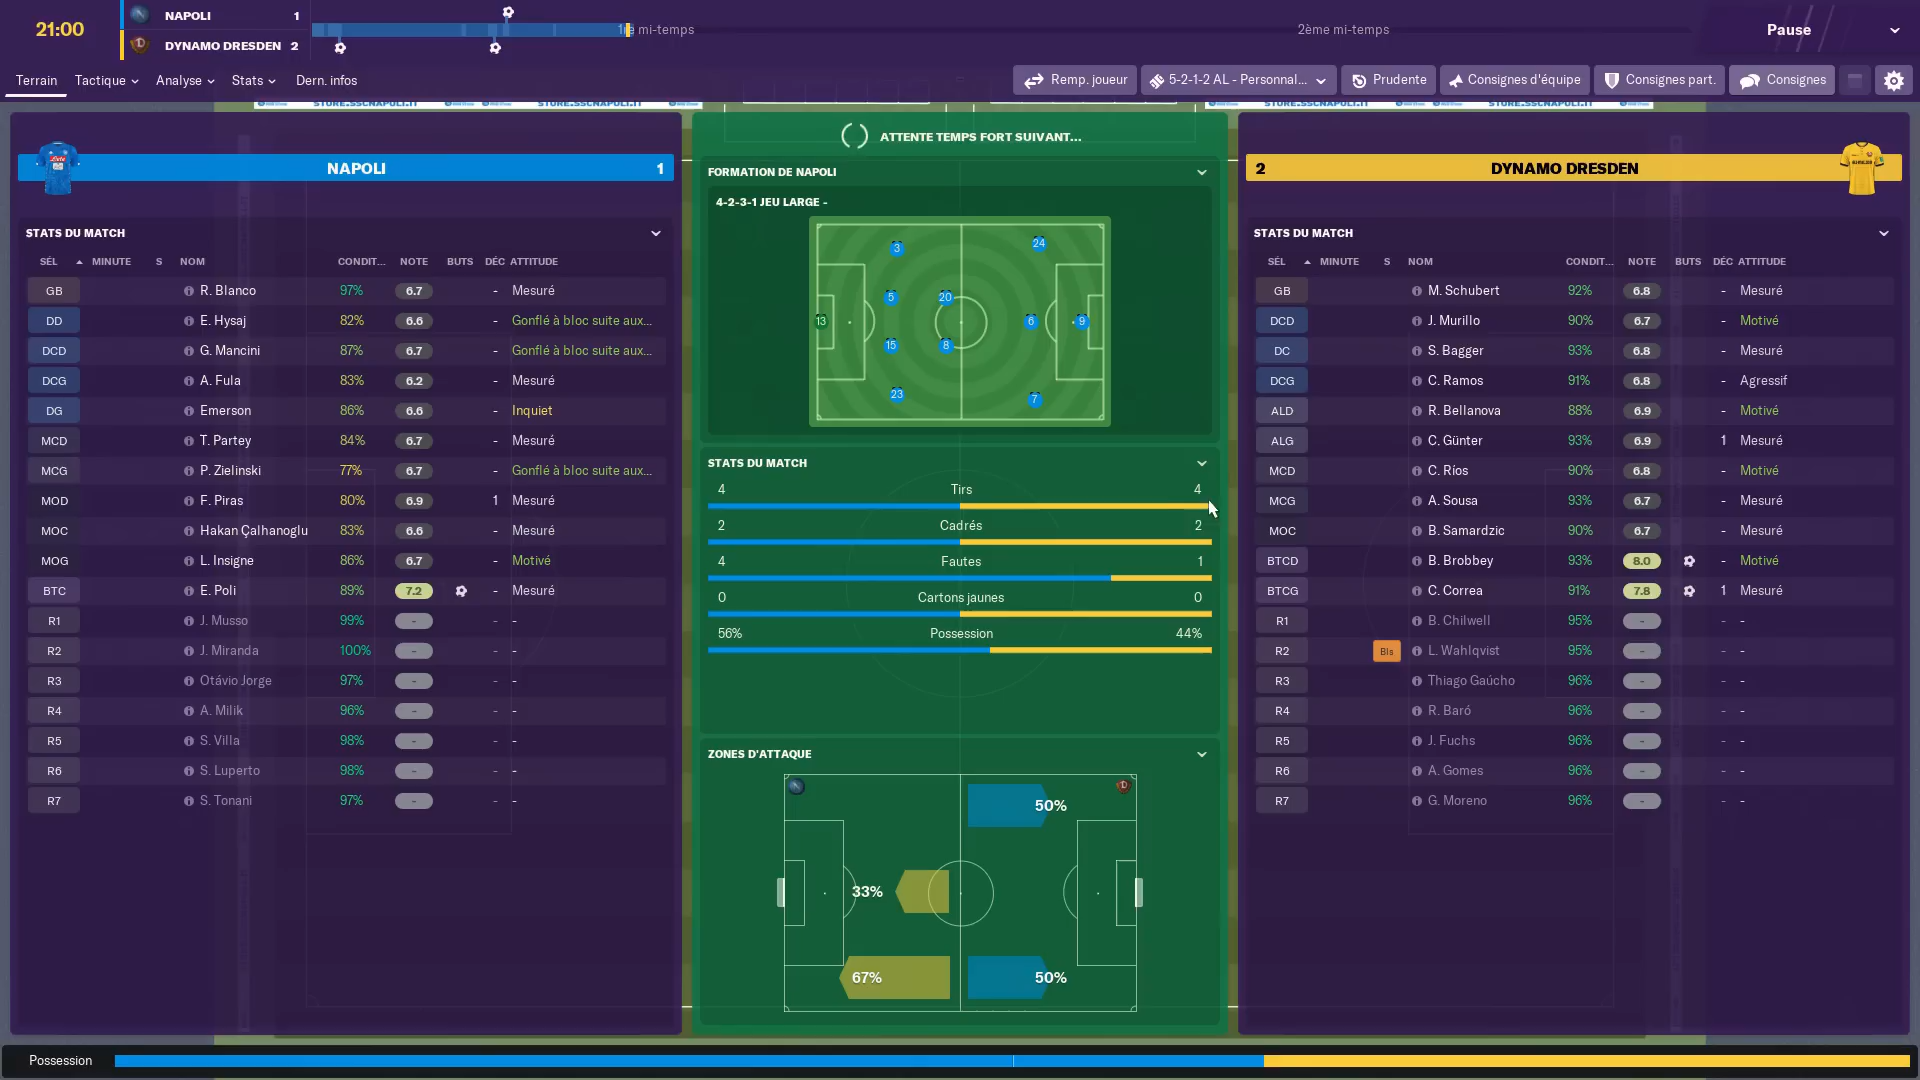 21:00
NAPOLI 1
DYNAMO DRESDEN 2
1re mi-temps
2ème mi-temps
Pause
Terrain
Tactique
Analyse
Stats
Dern. infos
Remp. joueur
5-2-1-2 AL - Personnal...
Prudente
Consignes d'équipe
Consignes part.
Consignes
STORE.SSCNAPOLI.IT STORE.SSCNAPOLI.IT STORE.SSCNAPOLI.IT STORE.SSCNAPOLI.IT
NAPOLI 1
STATS DU MATCH
SÉL MINUTE S NOM CONDIT... NOTE BUTS DÉC ATTITUDE
GB R. Blanco 97% 6.7 - Mesuré
DD E. Hysaj 82% 6.6 - Gonflé à bloc suite aux...
DCD G. Mancini 87% 6.7 - Gonflé à bloc suite aux...
DCG A. Fula 83% 6.2 - Mesuré
DG Emerson 86% 6.6 - Inquiet
MCD T. Partey 84% 6.7 - Mesuré
MCG P. Zielinski 77% 6.7 - Gonflé à bloc suite aux...
MOD F. Piras 80% 6.9 1 Mesuré
MOC Hakan Çalhanoglu 83% 6.6 - Mesuré
MOG L. Insigne 86% 6.7 - Motivé
BTC E. Poli 89% 7.2 - Mesuré
R1 J. Musso 99% - - -
R2 J. Miranda 100% - - -
R3 Otávio Jorge 97% - - -
R4 A. Milik 96% - - -
R5 S. Villa 98% - - -
R6 S. Luperto 98% - - -
R7 S. Tonani 97% - - -
ATTENTE TEMPS FORT SUIVANT...
FORMATION DE NAPOLI
4-2-3-1 JEU LARGE -
3 24
5 20
13 6 9
15 8
23 7
STATS DU MATCH
4 Tirs 4
2 Cadrés 2
4 Fautes 1
0 Cartons jaunes 0
56% Possession 44%
ZONES D'ATTAQUE
50%
33%
67% 50%
2 DYNAMO DRESDEN
STATS DU MATCH
SÉL MINUTE S NOM CONDIT... NOTE BUTS DÉC ATTITUDE
GB M. Schubert 92% 6.8 - Mesuré
DCD J. Murillo 90% 6.7 - Motivé
DC S. Bagger 93% 6.8 - Mesuré
DCG C. Ramos 91% 6.8 - Agressif
ALD R. Bellanova 88% 6.9 - Motivé
ALG C. Günter 93% 6.9 1 Mesuré
MCD C. Ríos 90% 6.8 - Motivé
MCG A. Sousa 93% 6.7 - Mesuré
MOC B. Samardzic 90% 6.7 - Mesuré
BTCD B. Brobbey 93% 8.0 - Motivé
BTCG C. Correa 91% 7.8 1 Mesuré
R1 B. Chilwell 95% - - -
R2 Bls L. Wahlqvist 95% - - -
R3 Thiago Gaúcho 96% - - -
R4 R. Baró 96% - - -
R5 J. Fuchs 96% - - -
R6 A. Gomes 96% - - -
R7 G. Moreno 96% - - -
Possession